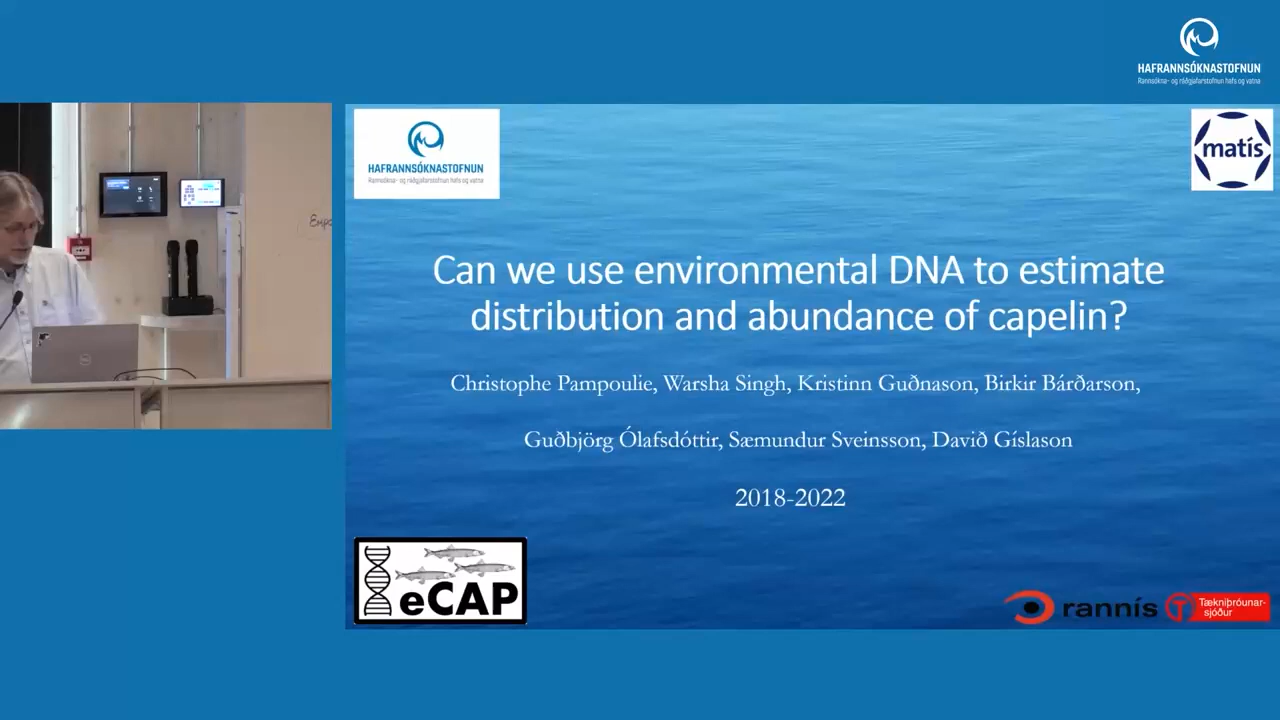 HAFRANNSÓKNASTOFNUN
Rannsókna- og ráðgjafarstofnun hafs og vatna
HAFRANNSÓKNASTOFNUN
Rannsókna- og ráðgjafarstofnun hafs og vatna
matís
Can we use environmental DNA to estimate
distribution and abundance of capelin?
Christophe Pampoulie, Warsha Singh, Kristinn Guðnason, Birkir Bárðarson,
Guðbjörg Ólafsdóttir, Sæmundur Sveinsson, Davið Gíslason
2018-2022
eCAP
rannís
Tækniþróunar-
sjóður